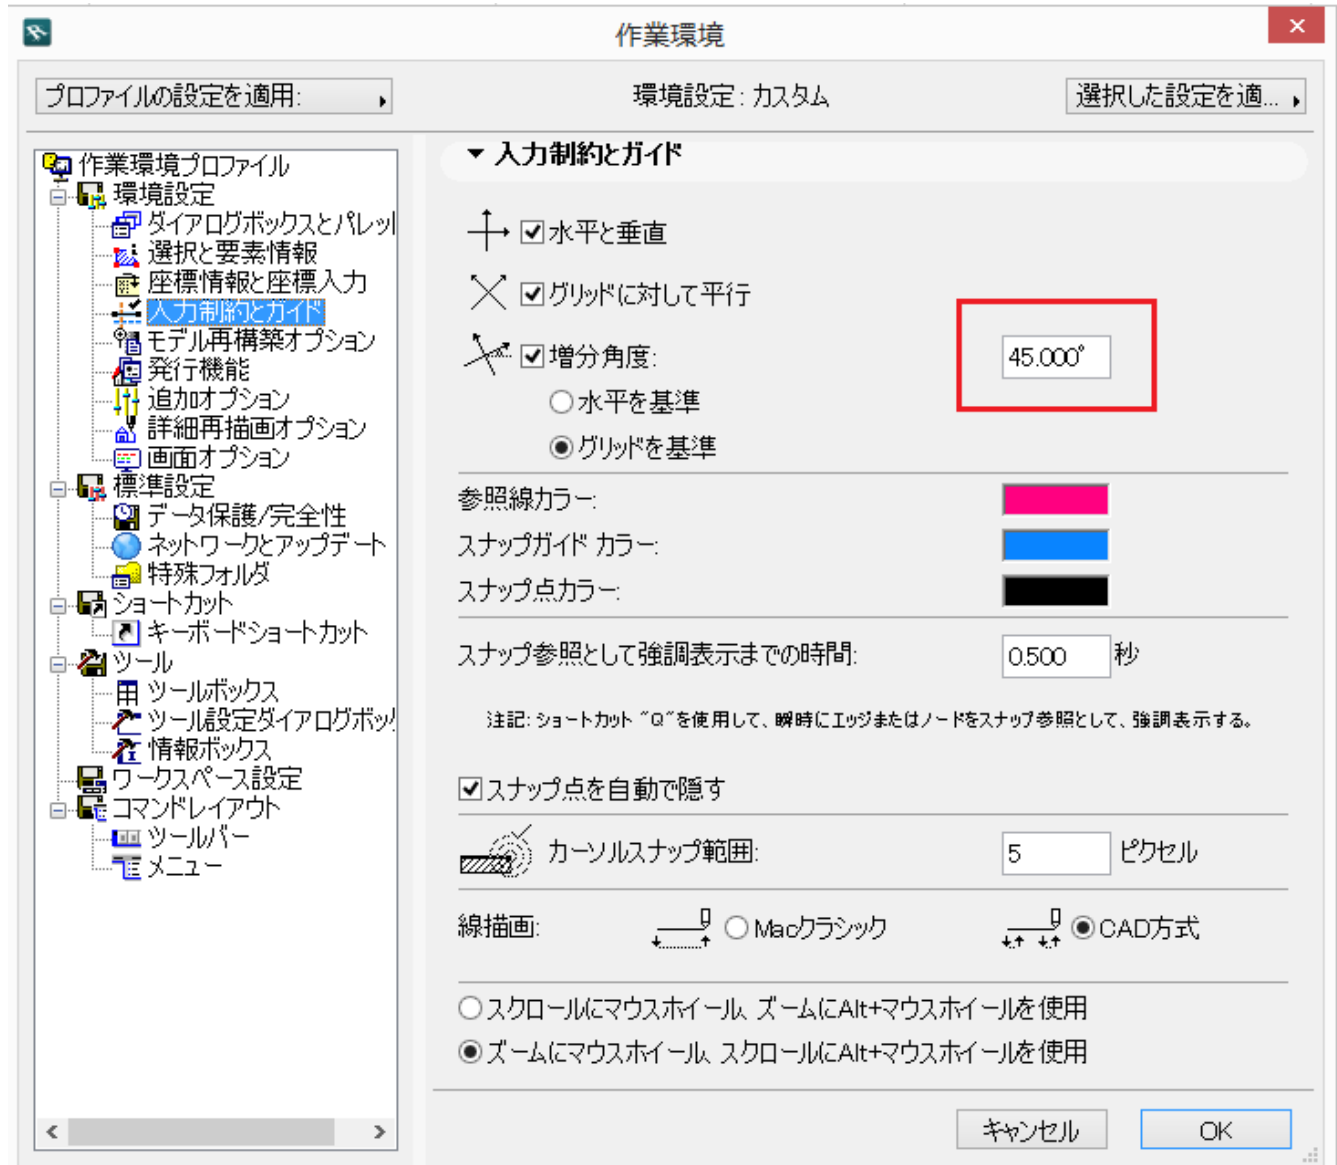 作業環境
プロファイルの設定を適用:
環境設定 : カスタム
選択した設定を適...
作業環境プロファイル
環境設定
ダイアログボックスとパレッ
選択と要素情報
座標情報と座標入力
入力制約とガイド
モデル再構築オプション
発行機能
追加オプション
詳細再描画オプション
画面オプション
標準設定
データ保護/完全性
ネットワークとアップデート
特殊フォルダ
ショートカット
キーボードショートカット
ツール
ツールボックス
ツール設定ダイアログボッ
情報ボックス
ワークスペース設定
コマンドレイアウト
ツールバー
メニュー
入力制約とガイド
水平と垂直
グリッドに対して平行
増分角度:
45.000°
水平を基準
グリッドを基準
参照線カラー:
スナップガイド カラー:
スナップ点カラー:
スナップ参照として強調表示までの時間:
0.500
秒
注記: ショートカット "Q"を使用して、瞬時にエッジまたはノードをスナップ参照として、強調表示する。
スナップ点を自動で隠す
カーソルスナップ範囲:
5
ピクセル
線描画:
Macクラシック
CAD方式
スクロールにマウスホイール、ズームにAlt+マウスホイールを使用
ズームにマウスホイール、スクロールにAlt+マウスホイールを使用
キャンセル
OK